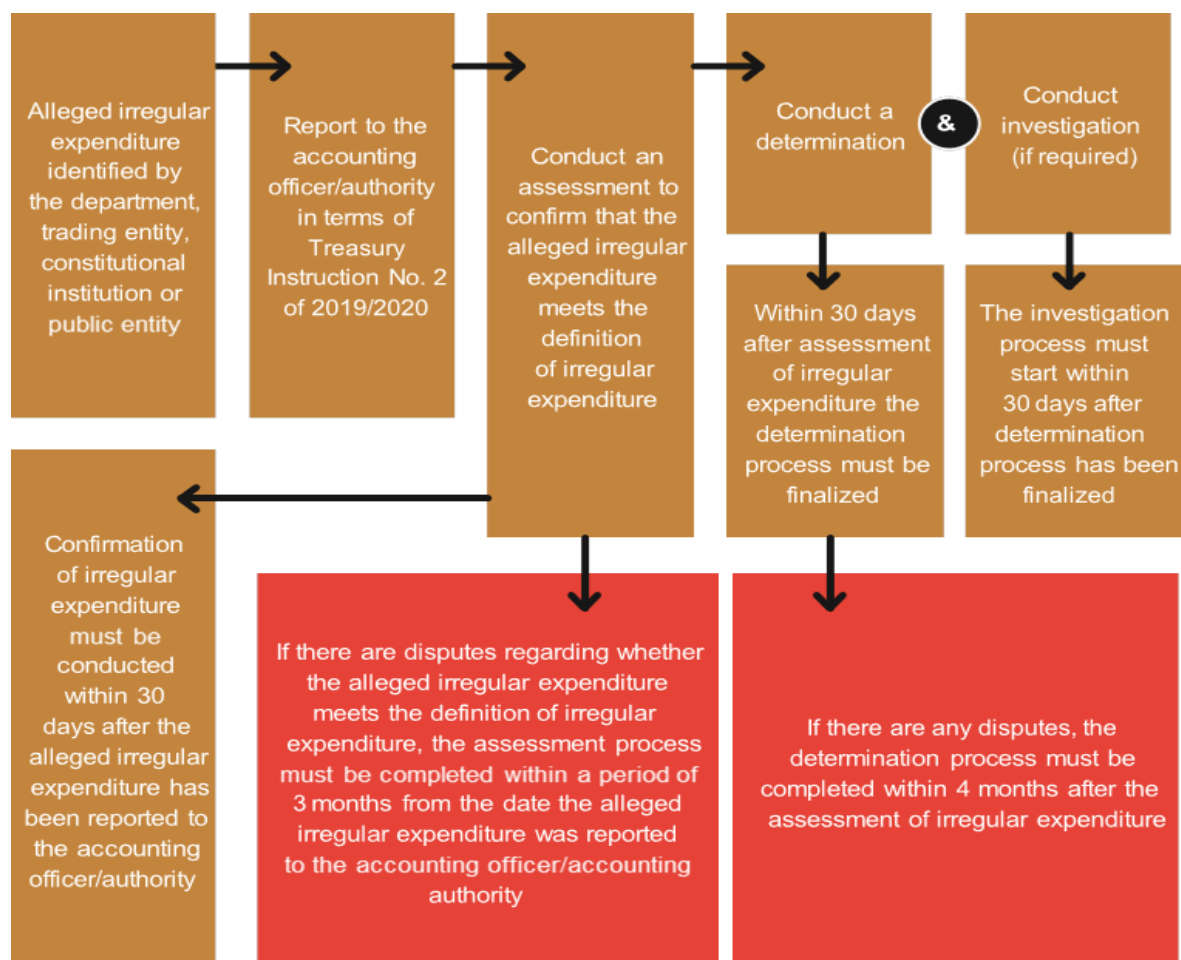 Alleged irregular
expenditure
identified by
the department,
trading entity,
constitutional
institution or
public entity
Report to the
accounting
officer/authority
in terms of
Treasury
Instruction No. 2
of 2019/2020
Conduct an
assessment to
confirm that the
alleged irregular
expenditure
meets the
definition
of irregular
expenditure
Conduct a
determination
&
Conduct
investigation
(if required)
Within 30 days
after assessment
of irregular
expenditure the
determination
process must be
finalized
The investigation
process must
start within
30 days after
determination
process has been
finalized
Confirmation
of irregular
expenditure
must be
conducted
within 30
days after the
alleged irregular
expenditure has
been reported to
the accounting
officer/authority
If there are disputes regarding whether
the alleged irregular expenditure
meets the definition of irregular
expenditure, the assessment process
must be completed within a period of
3 months from the date the alleged
irregular expenditure was reported
to the accounting officer/accounting
authority
If there are any disputes, the
determination process must be
completed within 4 months after the
assessment of irregular expenditure